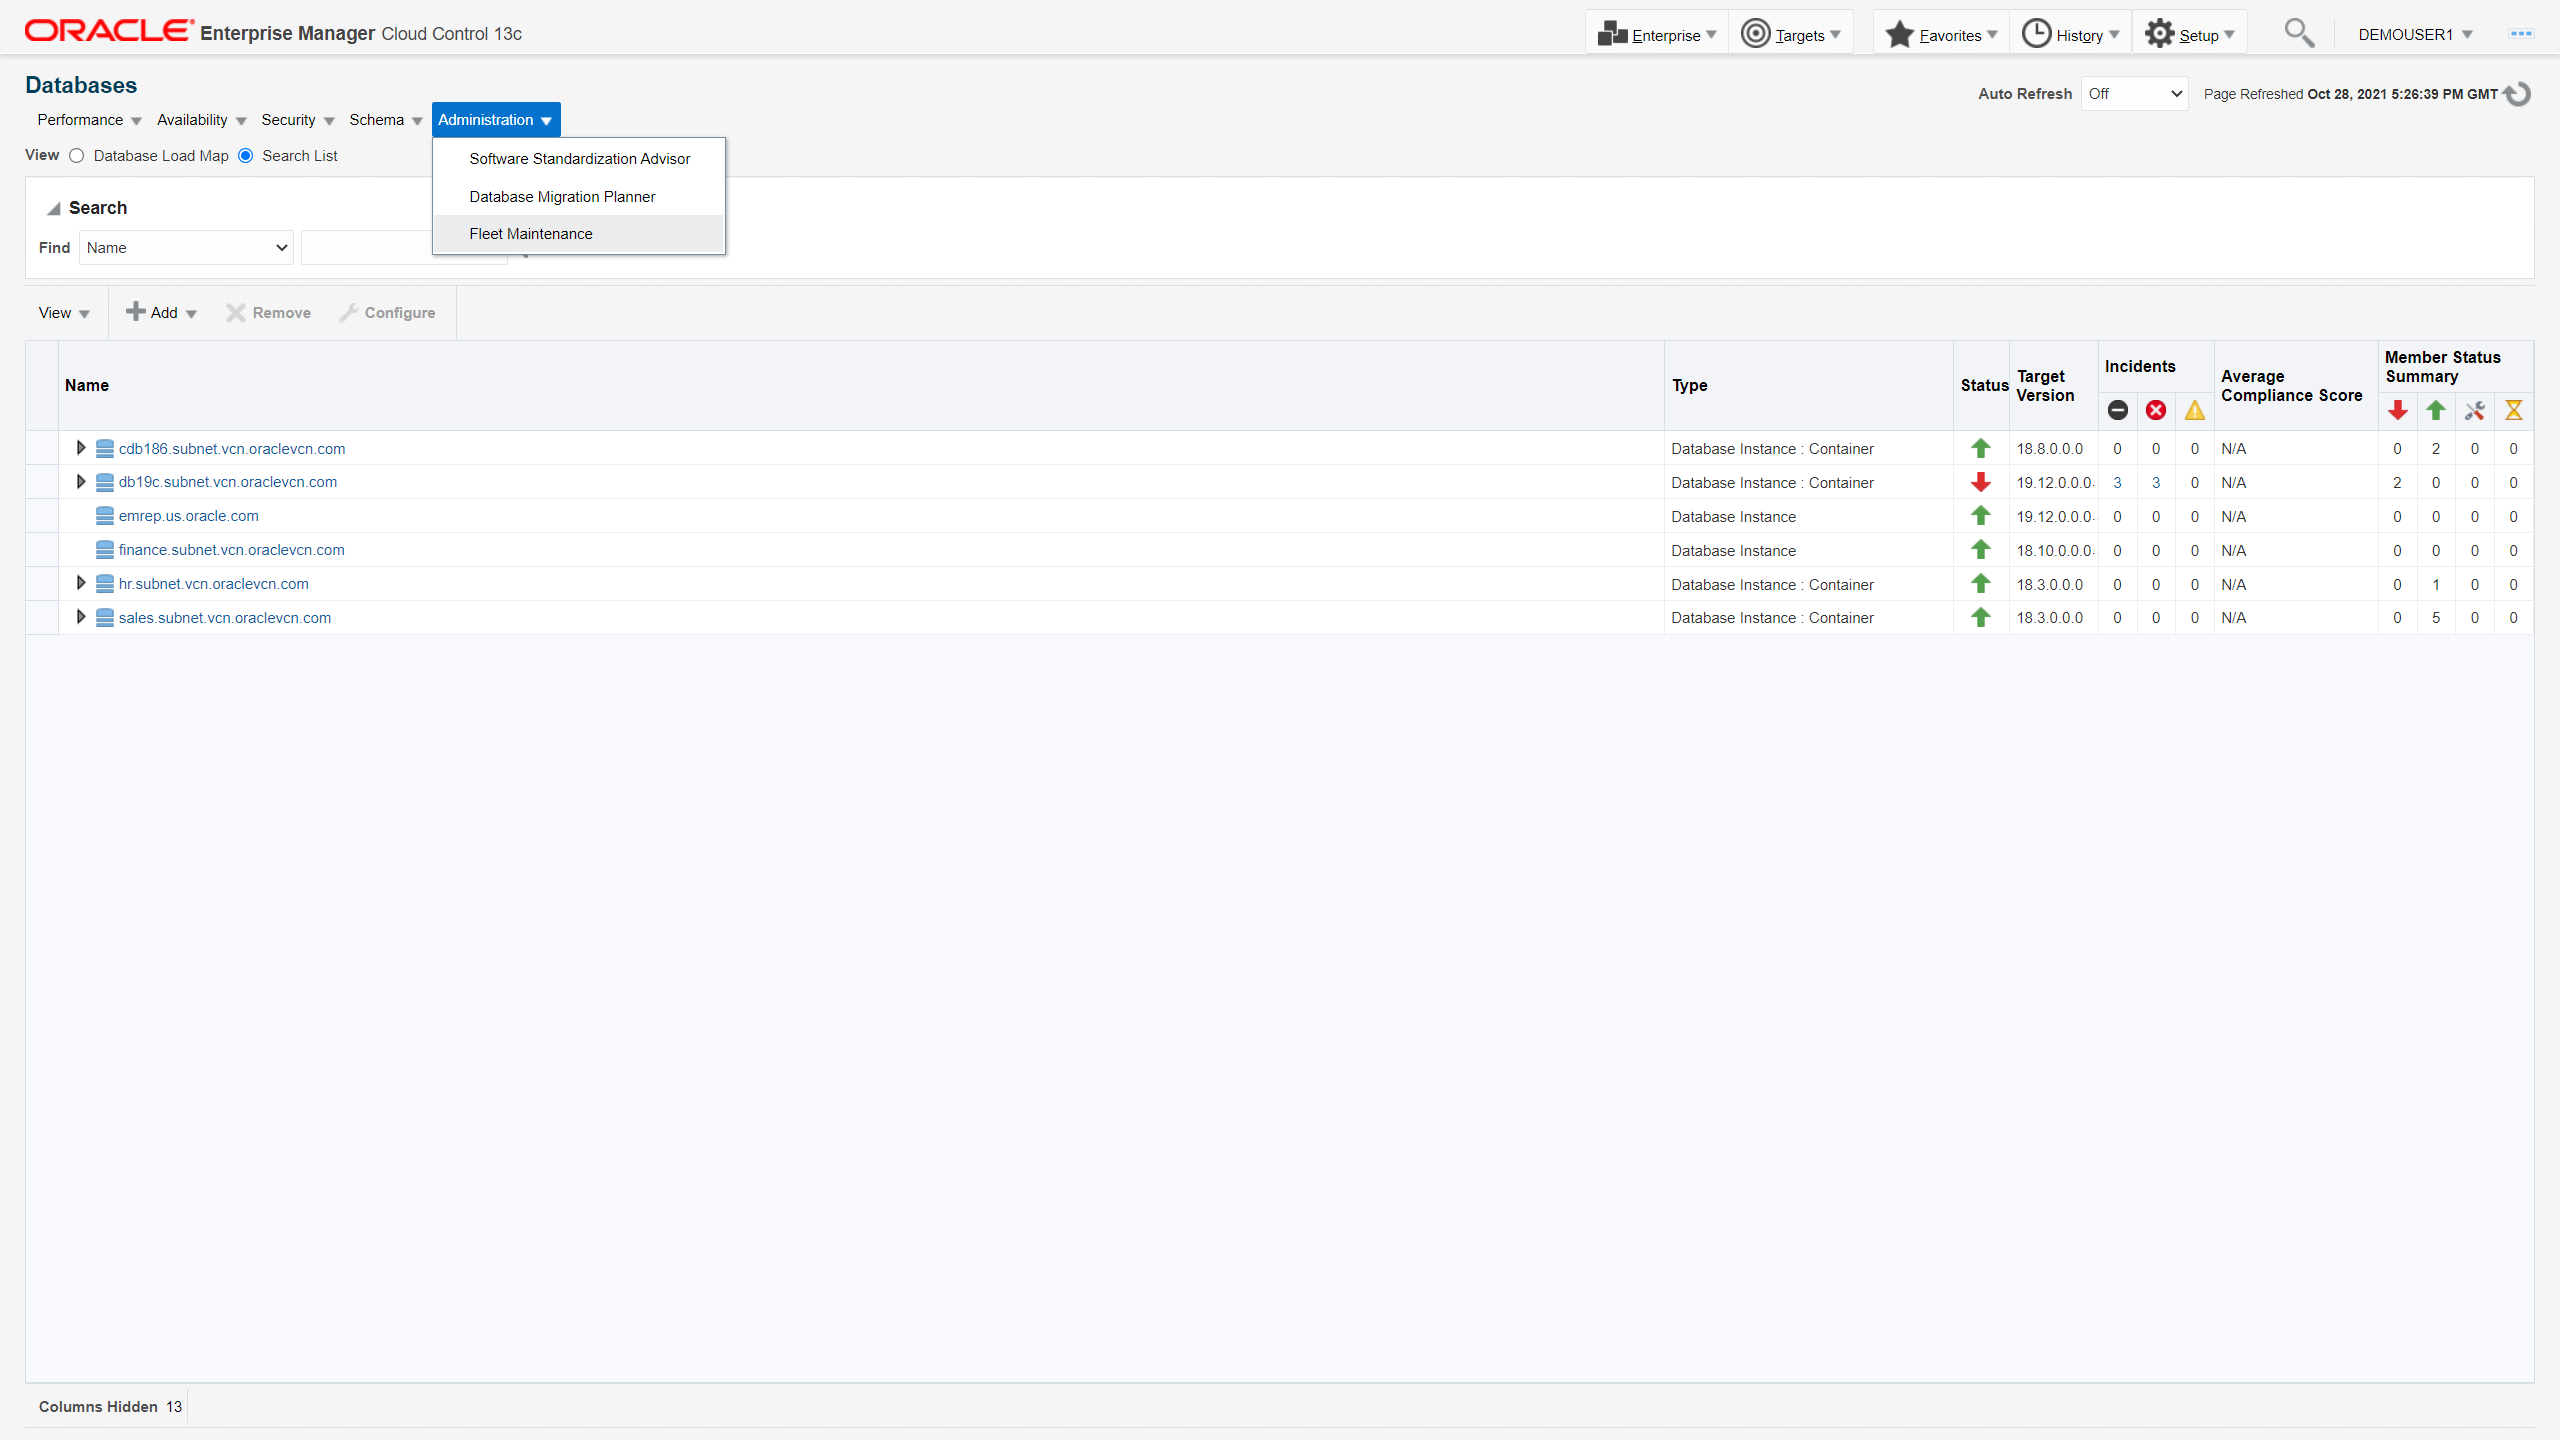 ORACLE Enterprise Manager Cloud Control 13c
Enterprise Targets Favorites History Setup DEMOUSER1
Databases
Auto Refresh Off Page Refreshed Oct 28, 2021 5:26:39 PM GMT
Performance Availability Security Schema Administration
Software Standardization Advisor
Database Migration Planner
Fleet Maintenance
View Database Load Map Search List
Search
Find Name
View Add Remove Configure
Name Type Status Target Version Incidents Average Compliance Score Member Status Summary
cdb186.subnet.vcn.oraclevcn.com Database Instance : Container 18.8.0.0.0 0 0 0 N/A 0 2 0 0
db19c.subnet.vcn.oraclevcn.com Database Instance : Container 19.12.0.0.0. 3 3 0 N/A 2 0 0 0
emrep.us.oracle.com Database Instance 19.12.0.0.0. 0 0 0 N/A 0 0 0 0
finance.subnet.vcn.oraclevcn.com Database Instance 18.10.0.0.0. 0 0 0 N/A 0 0 0 0
hr.subnet.vcn.oraclevcn.com Database Instance : Container 18.3.0.0.0 0 0 0 N/A 0 1 0 0
sales.subnet.vcn.oraclevcn.com Database Instance : Container 18.3.0.0.0 0 0 0 N/A 0 5 0 0
Columns Hidden 13